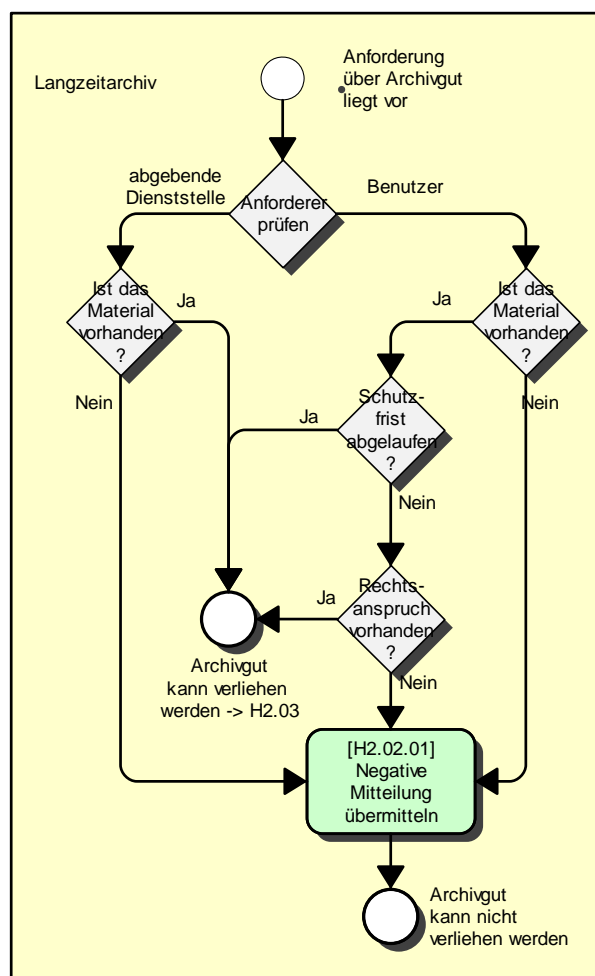 Langzeitarchiv
Anforderung
über Archivgut
liegt vor
abgebende
Dienststelle
Anforderer
prüfen
Benutzer
Ist das
Material
vorhanden
?
Ja
Nein
Ja
Ist das
Material
vorhanden
?
Nein
Schutz-
frist
abgelaufen
?
Ja
Nein
Rechts-
anspruch
vorhanden
?
Ja
Nein
Archivgut
kann verliehen
werden -> H2.03
[H2.02.01]
Negative
Mitteilung
übermitteln
Archivgut
kann nicht
verliehen werden